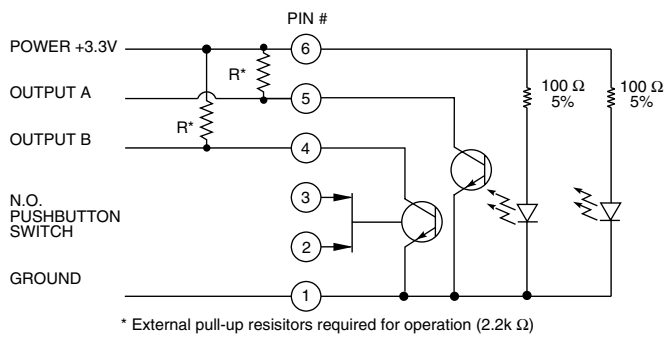 PIN #
POWER +3.3V
6
R*
100 Ω
5%
100 Ω
5%
OUTPUT A
5
R*
OUTPUT B
4
N.O.
PUSHBUTTON
SWITCH
3
2
GROUND
1
* External pull-up resisitors required for operation (2.2k Ω)